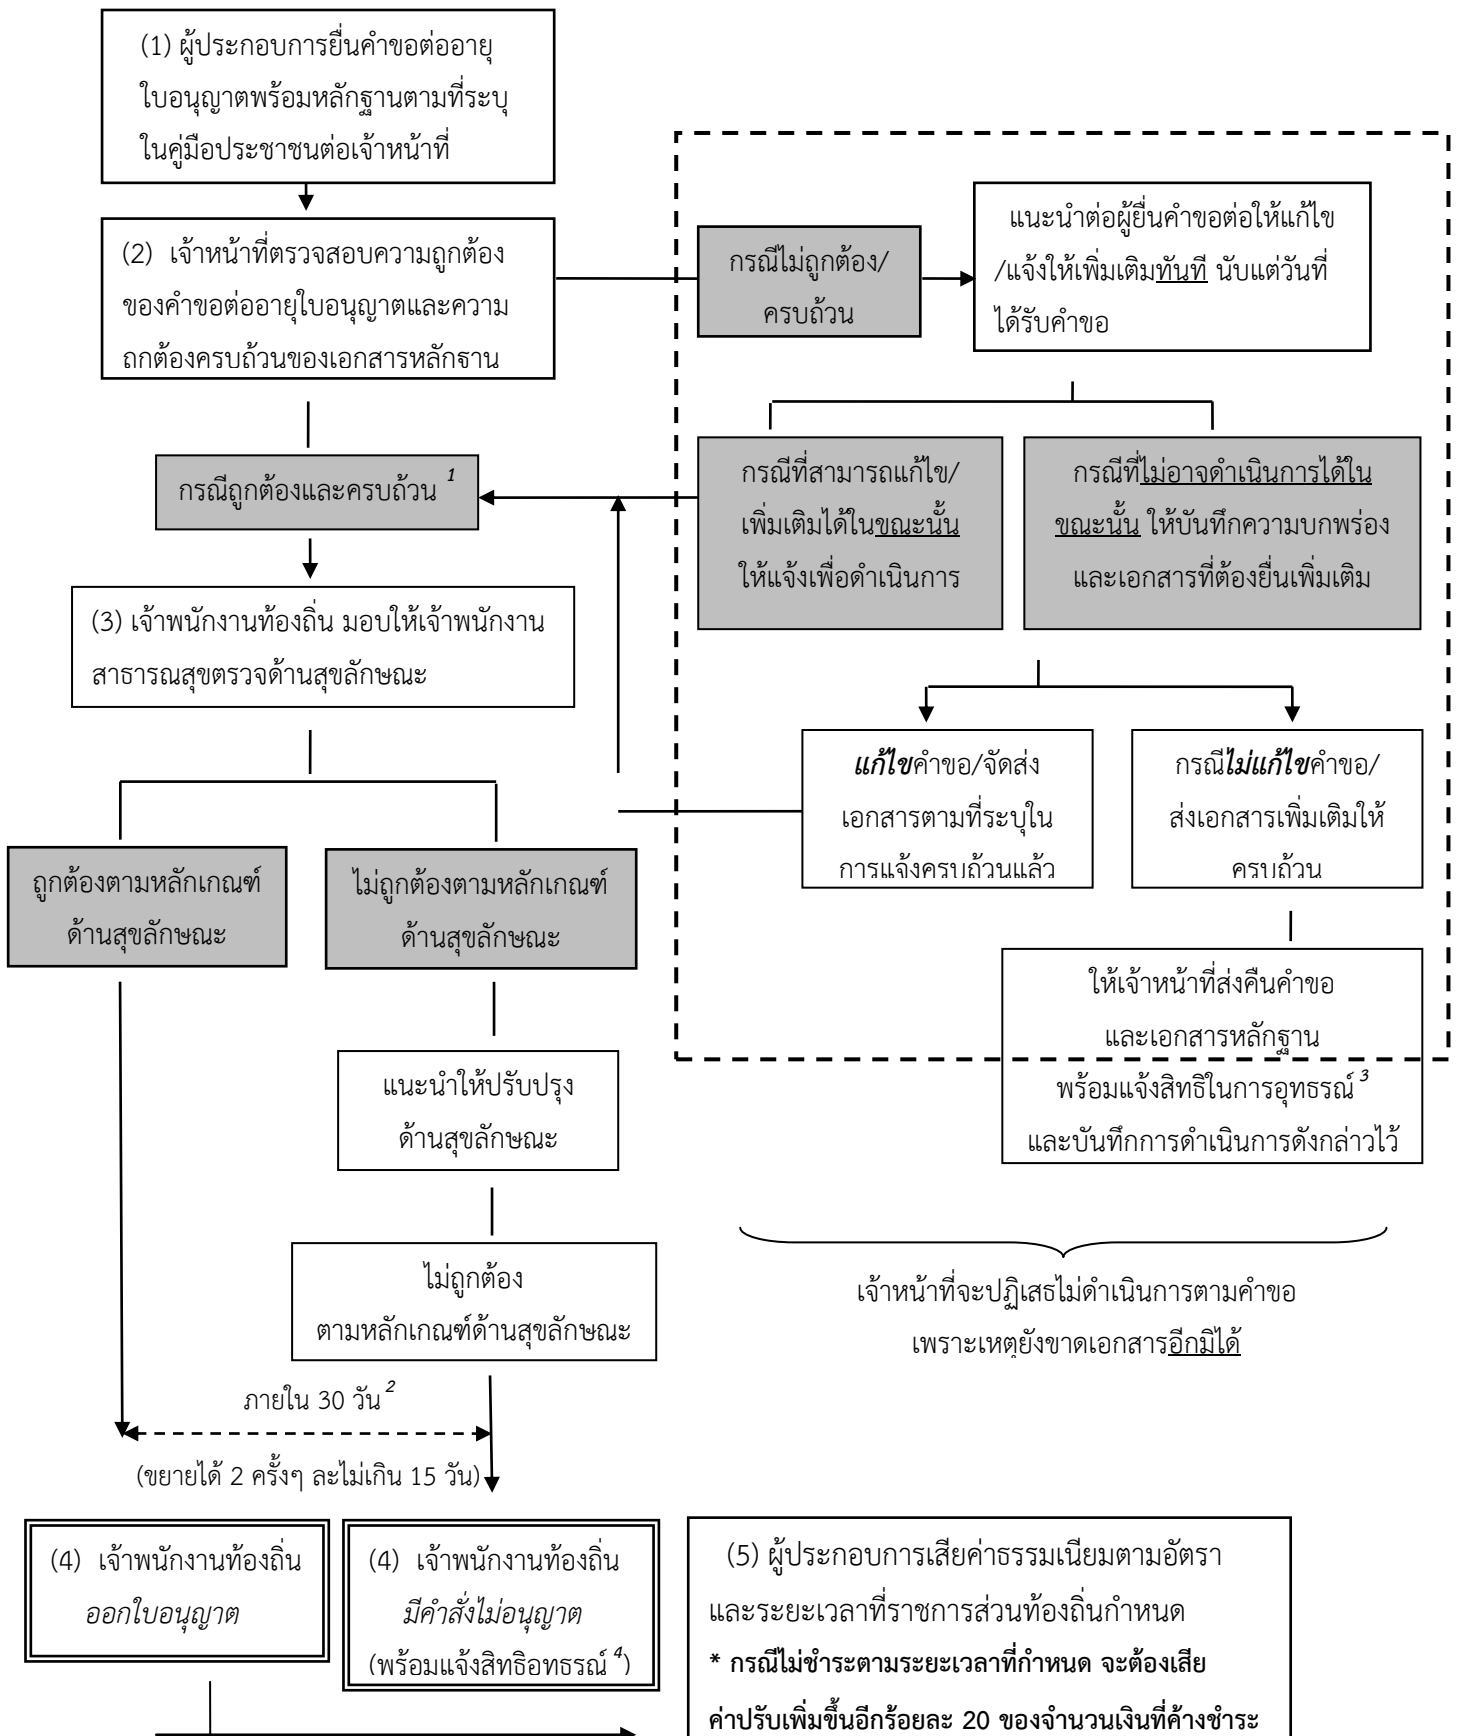 (1) ผู้ประกอบการยื่นคำขอต่ออายุ
ใบอนุญาตพร้อมหลักฐานตามที่ระบุ
ในคู่มือประชาชนต่อเจ้าหน้าที่
(2) เจ้าหน้าที่ตรวจสอบความถูกต้อง
ของคำขอต่ออายุใบอนุญาตและความ
ถูกต้องครบถ้วนของเอกสารหลักฐาน
กรณีไม่ถูกต้อง/
ครบถ้วน
แนะนำต่อผู้ยื่นคำขอต่อให้แก้ไข
/แจ้งให้เพิ่มเติมทันที นับแต่วันที่
ได้รับคำขอ
กรณีถูกต้องและครบถ้วน 1
กรณีที่สามารถแก้ไข/
เพิ่มเติมได้ในขณะนั้น
ให้แจ้งเพื่อดำเนินการ
กรณีที่ไม่อาจดำเนินการได้ใน
ขณะนั้น ให้บันทึกความบกพร่อง
และเอกสารที่ต้องยื่นเพิ่มเติม
(3) เจ้าพนักงานท้องถิ่น มอบให้เจ้าพนักงาน
สาธารณสุขตรวจด้านสุขลักษณะ
แก้ไขคำขอ/จัดส่ง
เอกสารตามที่ระบุใน
การแจ้งครบถ้วนแล้ว
กรณีไม่แก้ไขคำขอ/
ส่งเอกสารเพิ่มเติมให้
ครบถ้วน
ถูกต้องตามหลักเกณฑ์
ด้านสุขลักษณะ
ไม่ถูกต้องตามหลักเกณฑ์
ด้านสุขลักษณะ
ให้เจ้าหน้าที่ส่งคืนคำขอ
และเอกสารหลักฐาน
พร้อมแจ้งสิทธิในการอุทธรณ์ 3
และบันทึกการดำเนินการดังกล่าวไว้
แนะนำให้ปรับปรุง
ด้านสุขลักษณะ
ไม่ถูกต้อง
ตามหลักเกณฑ์ด้านสุขลักษณะ
เจ้าหน้าที่จะปฏิเสธไม่ดำเนินการตามคำขอ
เพราะเหตุยังขาดเอกสารอีกมิได้
ภายใน 30 วัน 2
(ขยายได้ 2 ครั้งๆ ละไม่เกิน 15 วัน)
(4) เจ้าพนักงานท้องถิ่น
ออกใบอนุญาต
(4) เจ้าพนักงานท้องถิ่น
มีคำสั่งไม่อนุญาต
(พร้อมแจ้งสิทธิอุทธรณ์ 4)
(5) ผู้ประกอบการเสียค่าธรรมเนียมตามอัตรา
และระยะเวลาที่ราชการส่วนท้องถิ่นกำหนด
* กรณีไม่ชำระตามระยะเวลาที่กำหนด จะต้องเสีย
ค่าปรับเพิ่มขึ้นอีกร้อยละ 20 ของจำนวนเงินที่ค้างชำระ